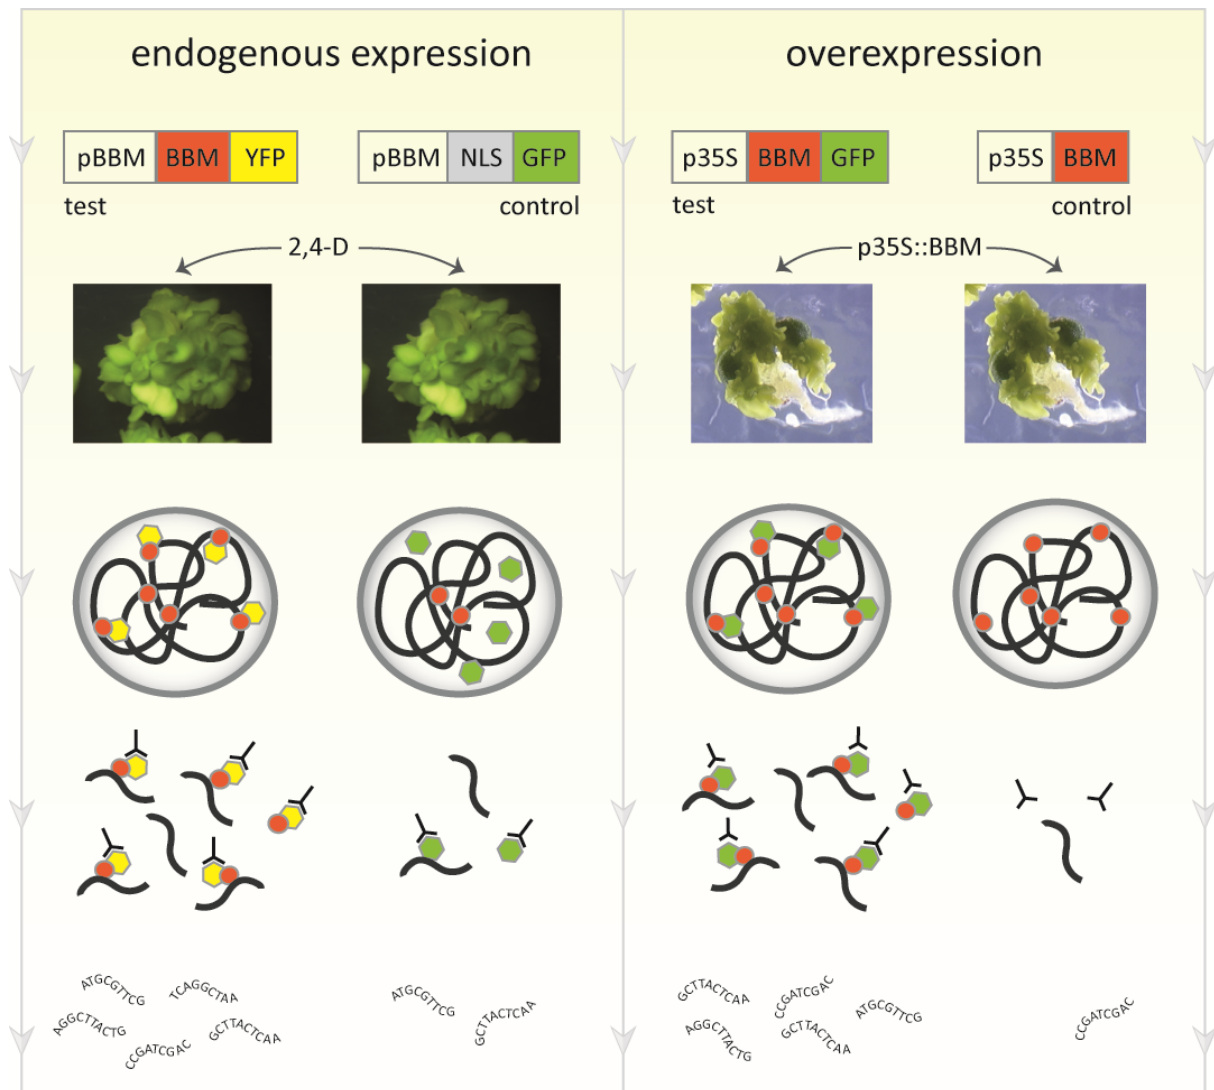 endogenous expression
overexpression
pBBM BBM YFP
pBBM NLS GFP
p35S BBM GFP
p35S BBM
test
control
test
control
2,4-D
p35S::BBM
ATGCGTTCG
TCAGGCTAA
AGGCTTACTG
GCTTACTCAA
CCGATCGAC
ATGCGTTCG
GCTTACTCAA
GCTTACTCAA
CCGATCGAC
ATGCGTTCG
AGGCTTACTG
GCTTACTCAA
CCGATCGAC